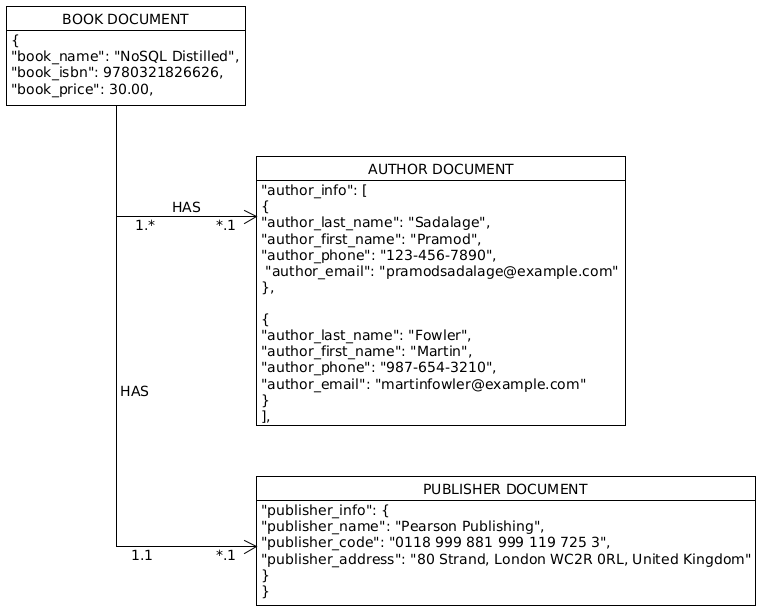 BOOK DOCUMENT
{
"book_name": "NoSQL Distilled",
"book_isbn": 9780321826626,
"book_price": 30.00,
AUTHOR DOCUMENT
"author_info": [
{
"author_last_name": "Sadalage",
"author_first_name": "Pramod",
"author_phone": "123-456-7890",
"author_email": "pramodsadalage@example.com"
},
{
"author_last_name": "Fowler",
"author_first_name": "Martin",
"author_phone": "987-654-3210",
"author_email": "martinfowler@example.com"
}
],
HAS
1.* *.1
HAS
PUBLISHER DOCUMENT
"publisher_info": {
"publisher_name": "Pearson Publishing",
"publisher_code": "0118 999 881 999 119 725 3",
"publisher_address": "80 Strand, London WC2R 0RL, United Kingdom"
}
}
1.1 *.1